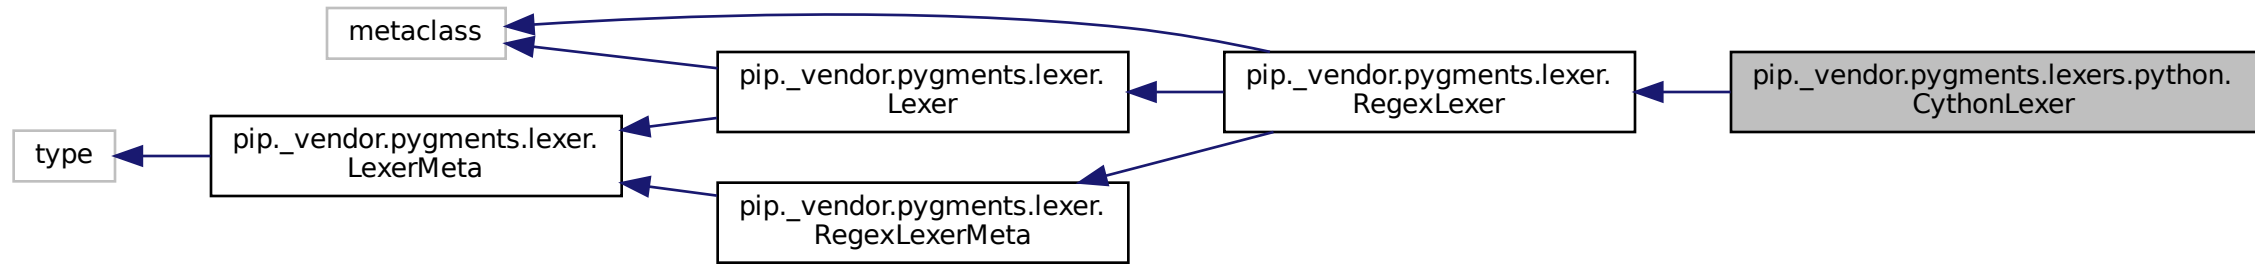 metaclass
pip._vendor.pygments.lexer.
Lexer
pip._vendor.pygments.lexer.
RegexLexer
pip._vendor.pygments.lexers.python.
CythonLexer
type
pip._vendor.pygments.lexer.
LexerMeta
pip._vendor.pygments.lexer.
RegexLexerMeta